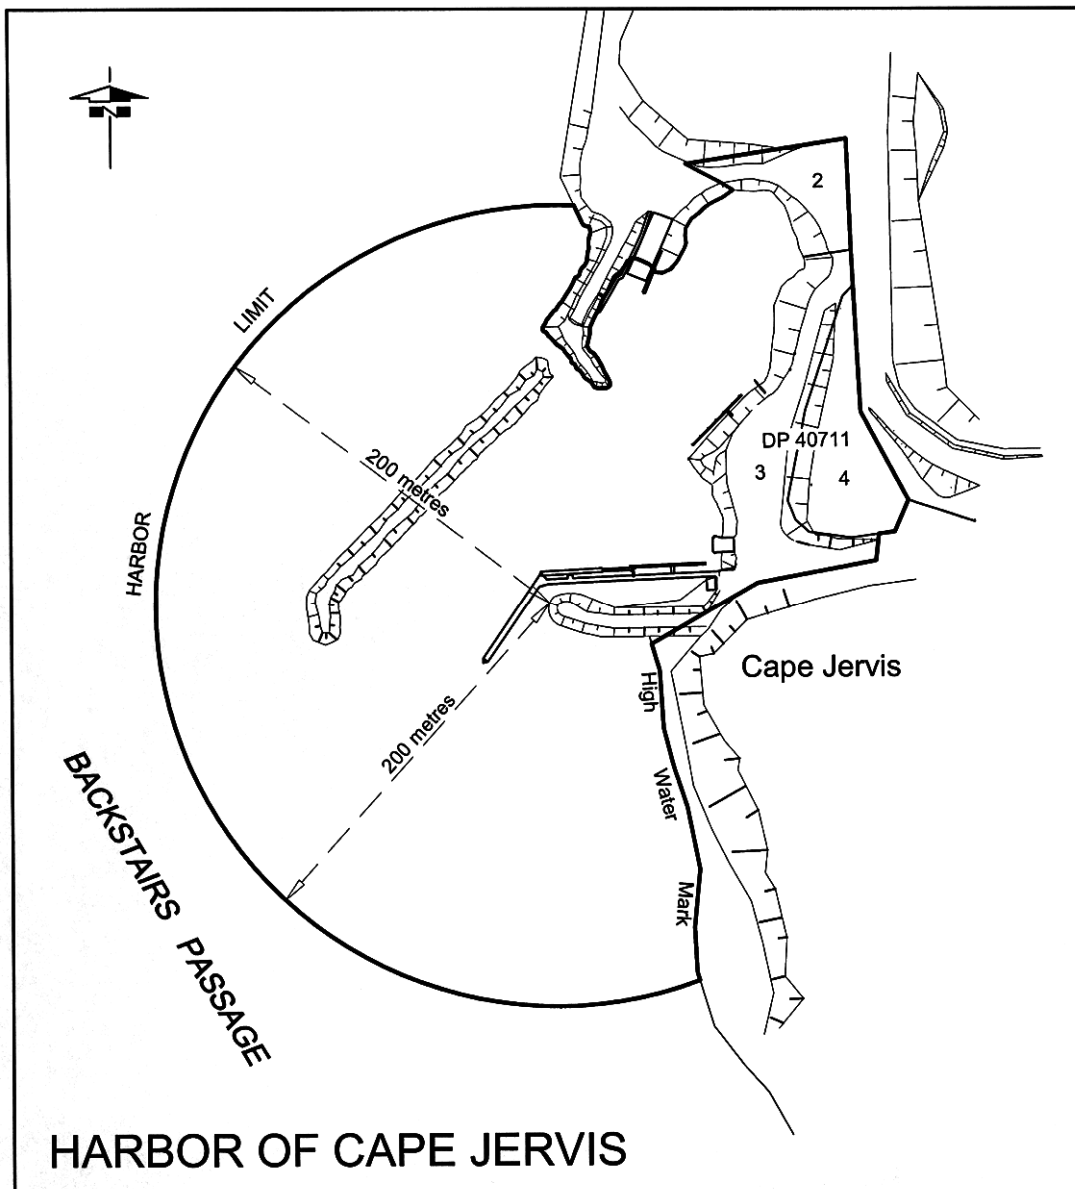 N
2
LIMIT
DP 40711
3
4
200 metres
HARBOR
Cape Jervis
High
Water
Mark
200 metres
BACKSTAIRS PASSAGE
HARBOR OF CAPE JERVIS